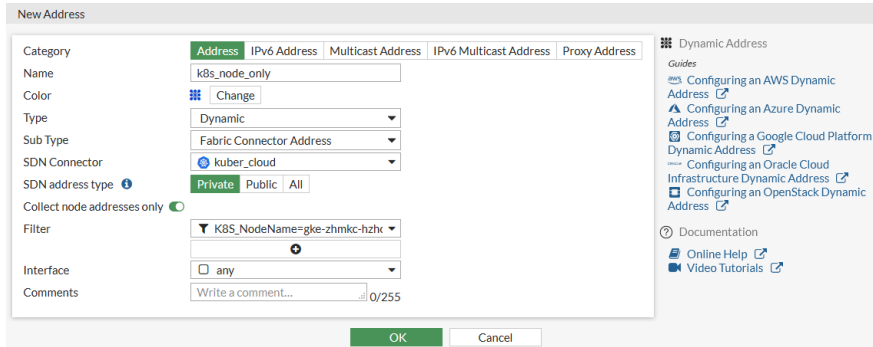 New Address
Category Address IPv6 Address Multicast Address IPv6 Multicast Address Proxy Address
Name k8s_node_only
Color Change
Type Dynamic
Sub Type Fabric Connector Address
SDN Connector kuber_cloud
SDN address type Private Public All
Collect node addresses only
Filter K8S_NodeName=gke-zhmkc-hzhc
Interface any
Comments Write a comment... 0/255
OK Cancel
Dynamic Address
Guides
aws Configuring an AWS Dynamic
Address
Configuring an Azure Dynamic
Address
Configuring a Google Cloud Platform
Dynamic Address
Configuring an Oracle Cloud
Infrastructure Dynamic Address
Configuring an OpenStack Dynamic
Address
Documentation
Online Help
Video Tutorials